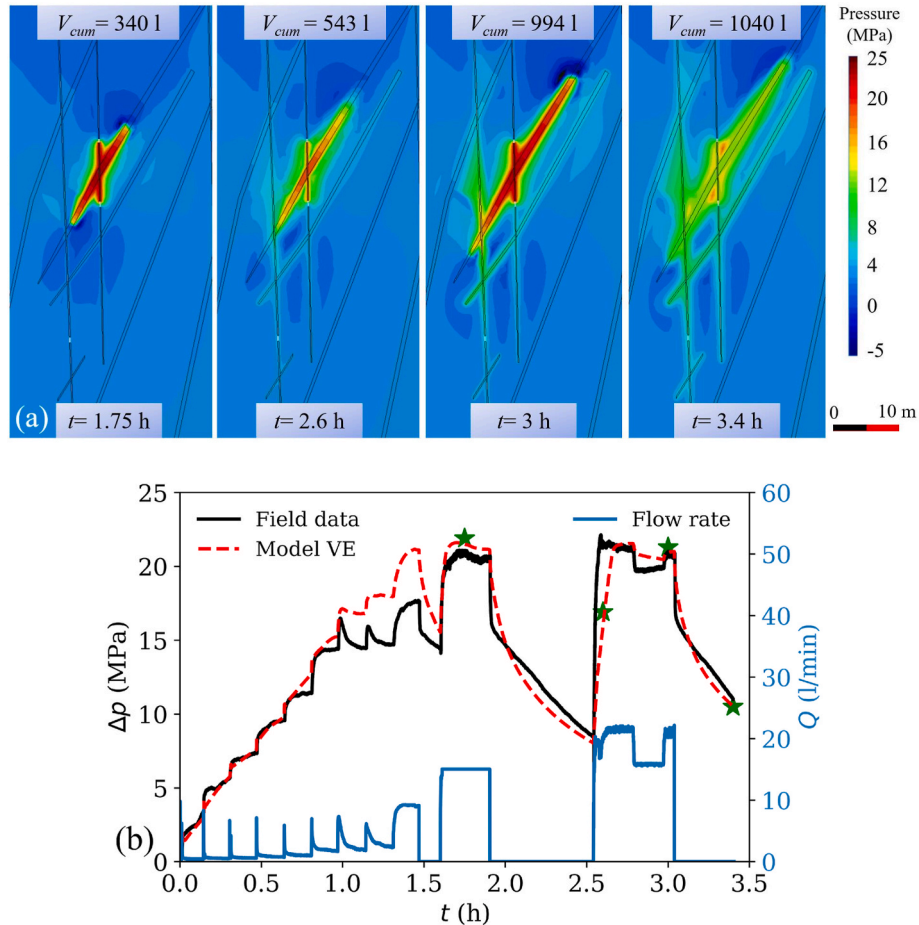 V_cum = 340 l
V_cum = 543 l
V_cum = 994 l
V_cum = 1040 l
Pressure
(MPa)
25
20
16
12
8
4
0
-5
(a)
t= 1.75 h
t= 2.6 h
t= 3 h
t= 3.4 h
0 10 m
25
20
15
10
5
0
Δp (MPa)
Field data
Model VE
Flow rate
60
50
40
30
20
10
0
Q (l/min)
(b)
0.0 0.5 1.0 1.5 2.0 2.5 3.0 3.5
t (h)